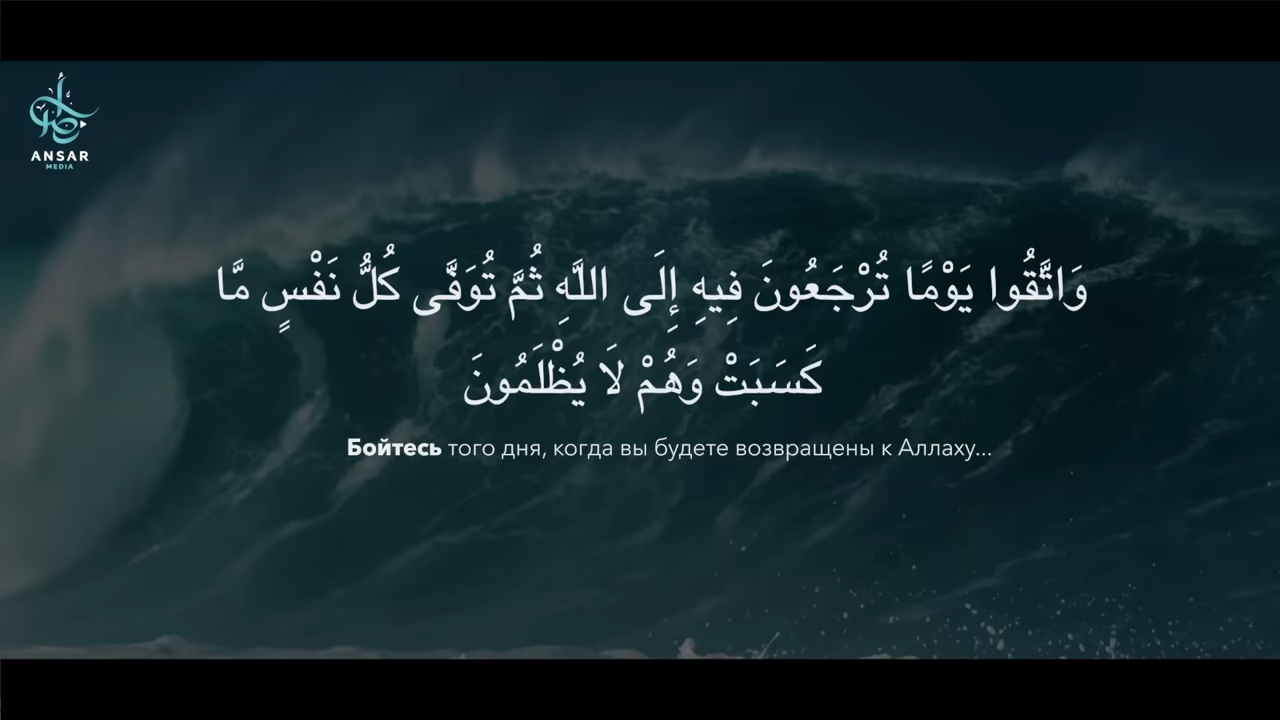 ANSAR
MEDIA
وَاتَّقُوا يَوْمًا تُرْجَعُونَ فِيهِ إِلَى اللَّهِ ثُمَّ تُوَفَّى كُلُّ نَفْسٍ مَّا
كَسَبَتْ وَهُمْ لَا يُظْلَمُونَ
Бойтесь того дня, когда вы будете возвращены к Аллаху...